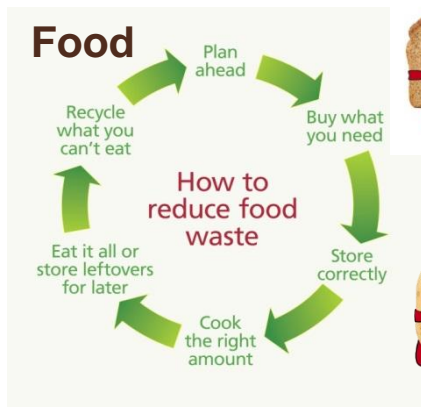 Food
Plan
ahead
Buy what
you need
Store
correctly
Cook
the right
amount
Eat it all or
store leftovers
for later
Recycle
what you
can't eat
How to
reduce food
waste